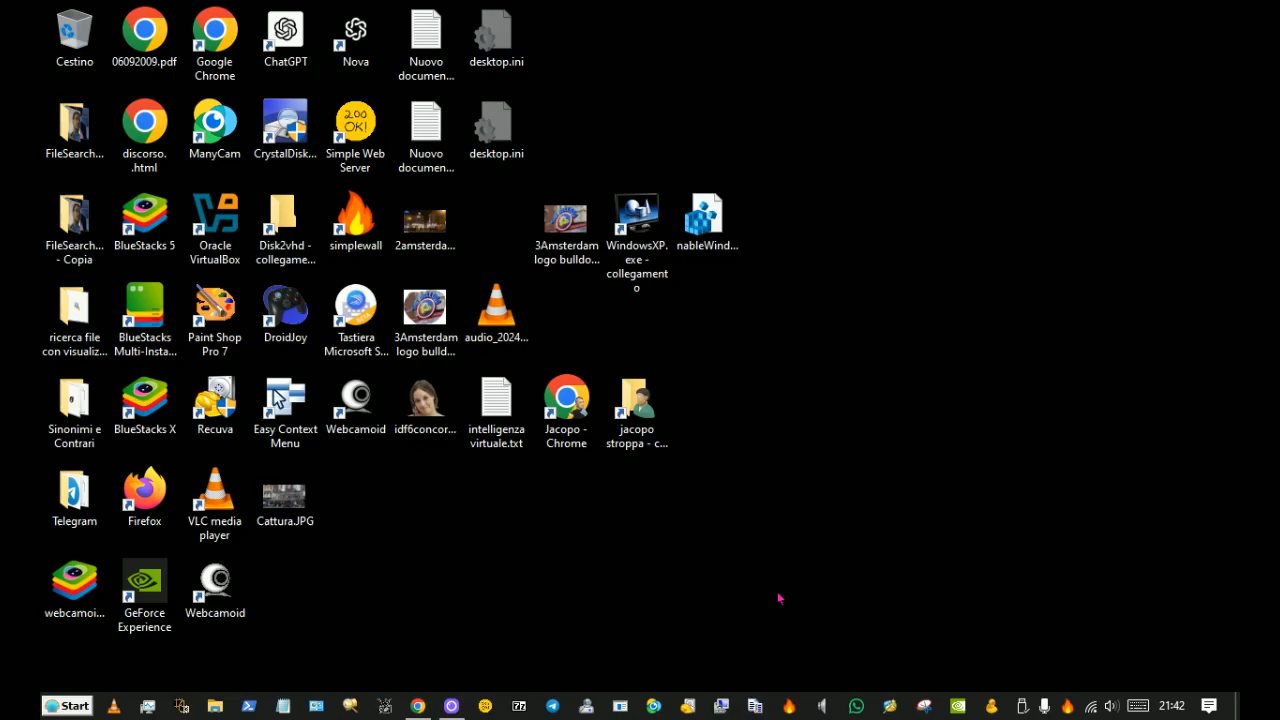 Cestino
06092009.pdf
Google
Chrome
ChatGPT
Nova
Nuovo
documen...
desktop.ini
FileSearch...
discorso.
.html
ManyCam
CrystalDisk...
200
OK!
Simple Web
Server
Nuovo
documen...
desktop.ini
FileSearch...
- Copia
BlueStacks 5
Oracle
VirtualBox
Disk2vhd -
collegame...
simplewall
2amsterda...
3Amsterdam
logo bulldo...
WindowsXP.
exe -
collegament
o
nableWind...
ricerca file
con visualiz...
BlueStacks
Multi-Insta...
Paint Shop
Pro 7
DroidJoy
Tastiera
Microsoft S...
3Amsterdam
logo bulld...
audio_2024...
Sinonimi e
Contrari
BlueStacks X
Recuva
Easy Context
Menu
Webcamoid
idf6concor...
intelligenza
virtuale.txt
Jacopo -
Chrome
jacopo
stroppa - c...
Telegram
Firefox
VLC media
player
Cattura.JPG
webcamoi...
GeForce
Experience
Webcamoid
Start
7z
21:42